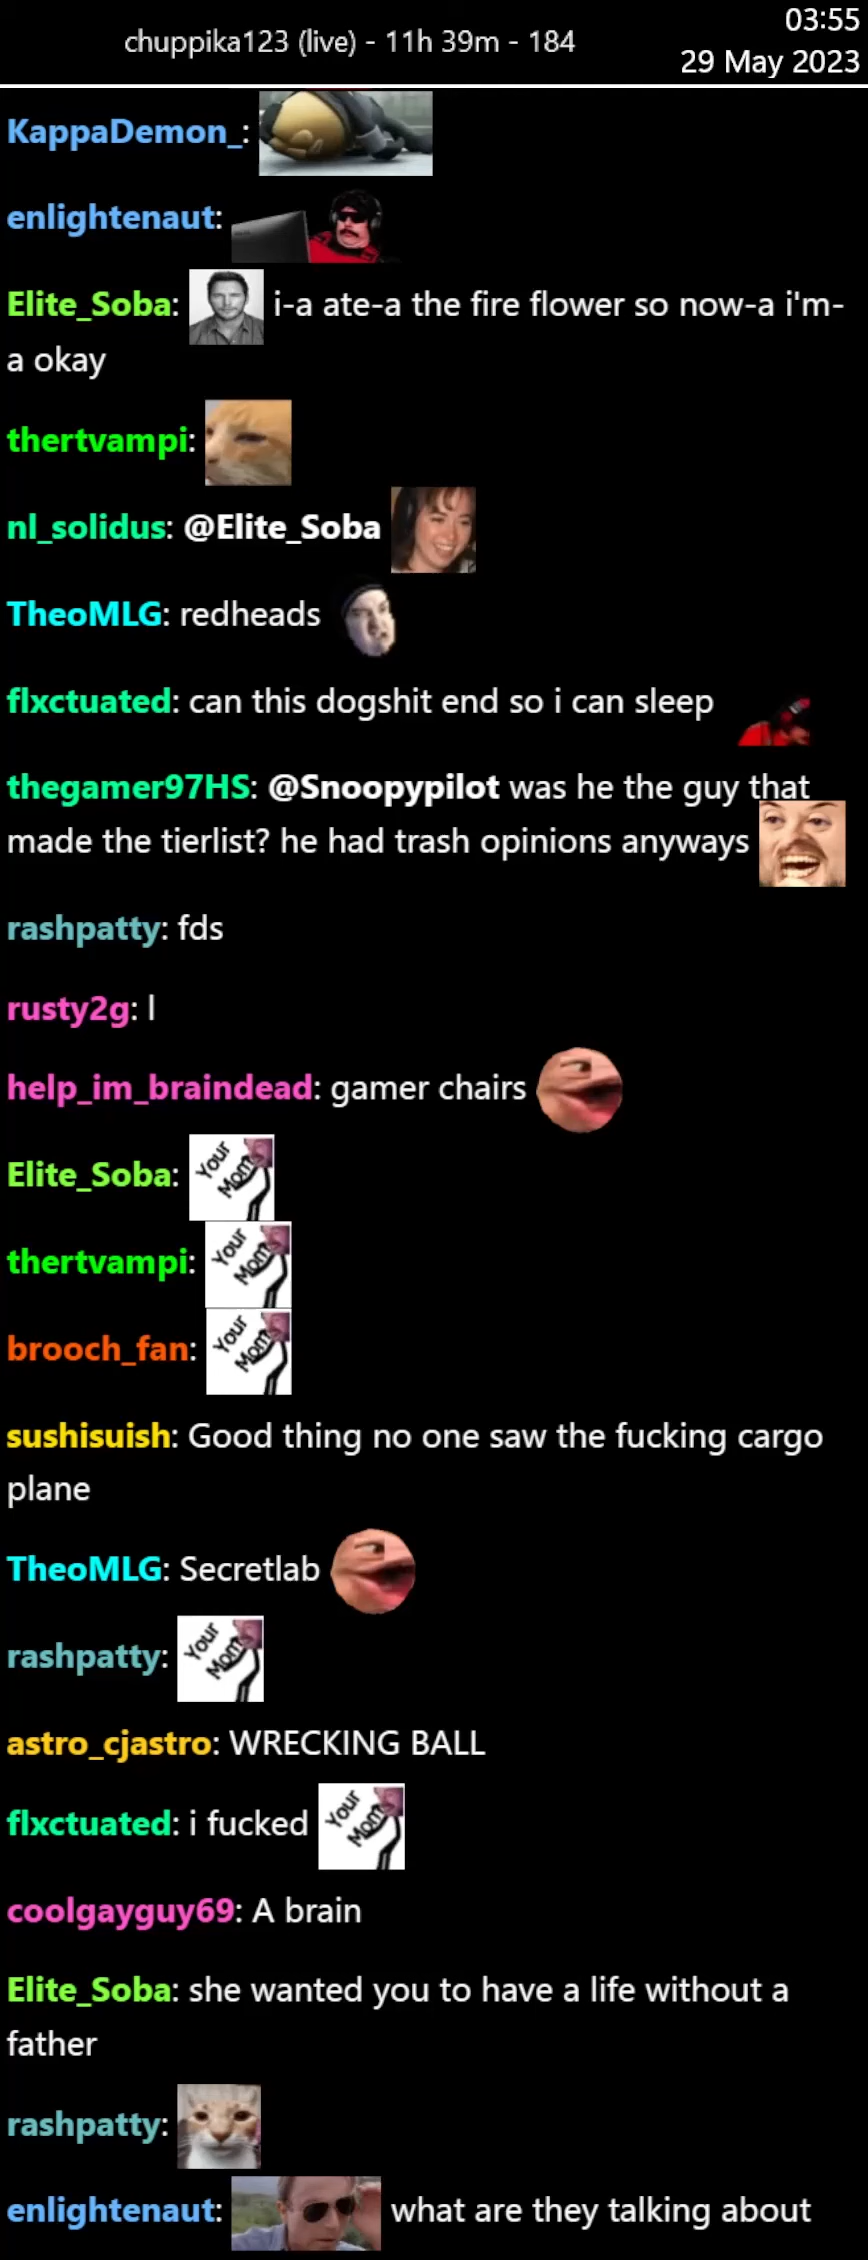 03:55
chuppika123 (live) - 11h 39m - 184
29 May 2023
KappaDemon_:
enlightenaut:
Elite_Soba: i-a ate-a the fire flower so now-a i'm-
a okay
thertvampi:
nl_solidus: @Elite_Soba
TheoMLG: redheads
flxctuated: can this dogshit end so i can sleep
thegamer97HS: @Snoopypilot was he the guy that
made the tierlist? he had trash opinions anyways
rashpatty: fds
rusty2g: l
help_im_braindead: gamer chairs
Elite_Soba: Your Mom
thertvampi: Your Mom
brooch_fan: Your Mom
sushisuish: Good thing no one saw the fucking cargo
plane
TheoMLG: Secretlab
rashpatty: Your Mom
astro_cjastro: WRECKING BALL
flxctuated: i fucked Your Mom
coolgayguy69: A brain
Elite_Soba: she wanted you to have a life without a
father
rashpatty:
enlightenaut: what are they talking about